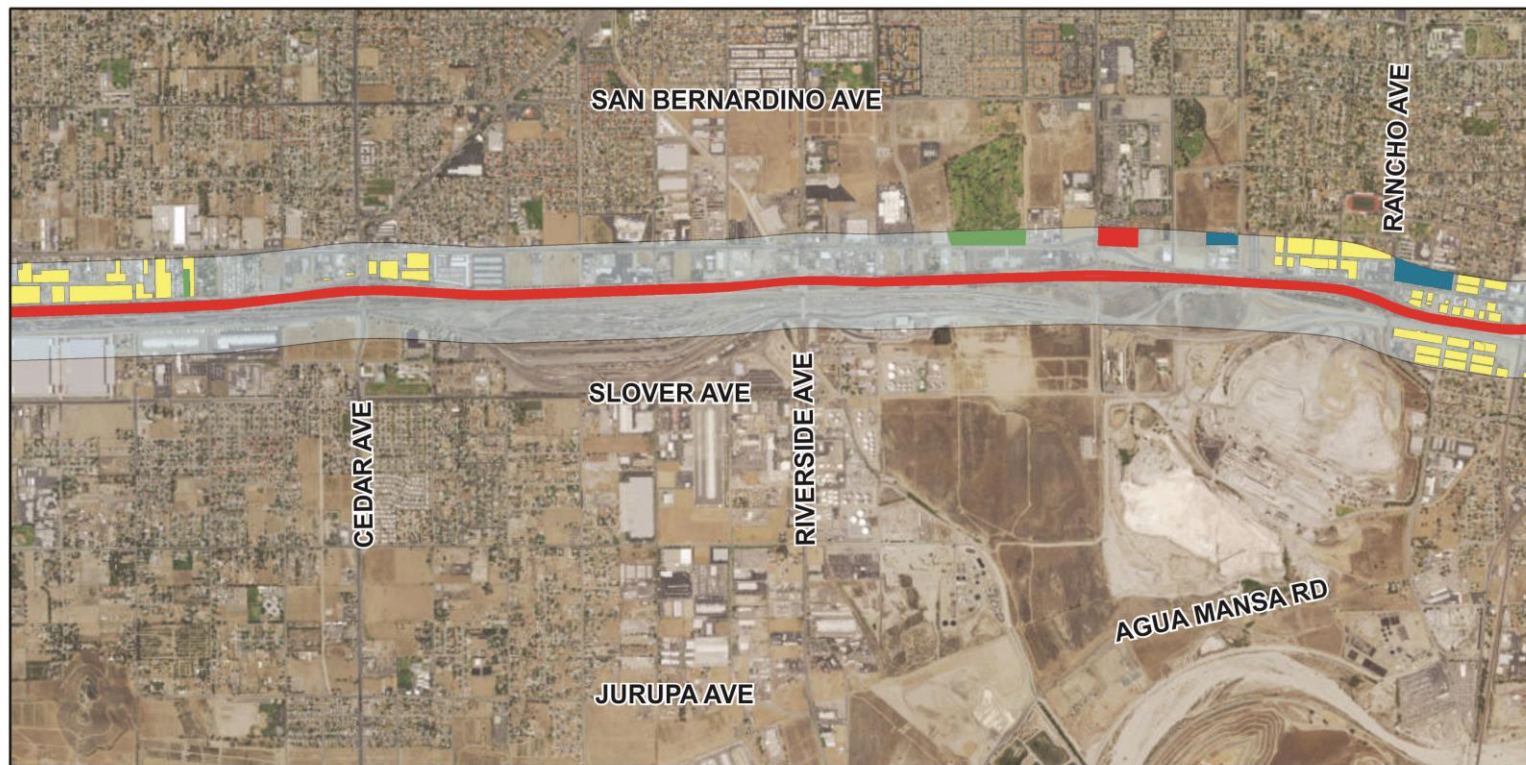 SAN BERNARDINO AVE
RANCHO AVE
SLOVER AVE
RIVERSIDE AVE
CEDAR AVE
AGUA MANSA RD
JURUPA AVE